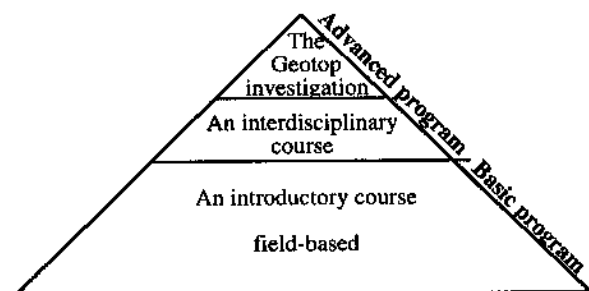 The
Geotop
investigation
An interdisciplinary
course
An introductory course
field-based
Advanced program
Basic program